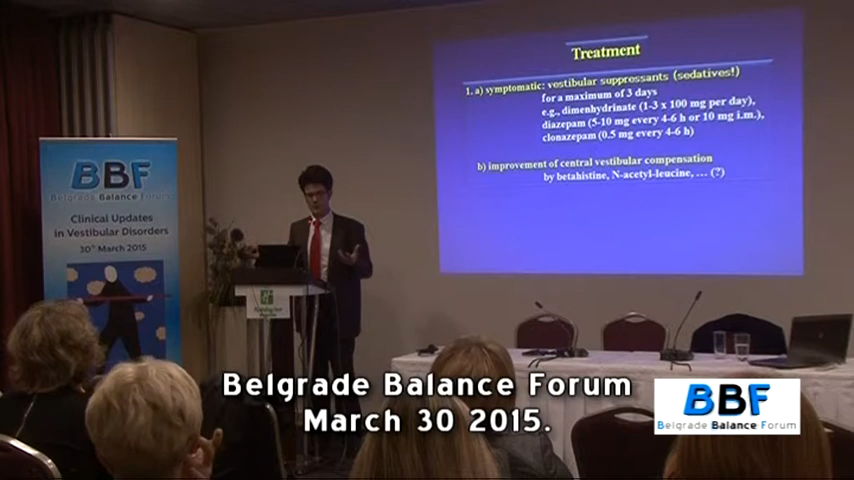 Treatment
1. a) symptomatic: vestibular suppressants (sedatives!)
for a maximum of 3 days
e.g., dimenhydrinate (1-3 x 100 mg per day),
diazepam (5-10 mg every 4-6 h or 10 mg i.m.),
clonazepam (0.5 mg every 4-6 h)
b) improvement of central vestibular compensation
by betahistine, N-acetyl-leucine, ... (?)
BBF
Belgrade Balance Forum
Clinical Updates
in Vestibular Disorders
30th March 2015
Holiday Inn
Belgrade Balance Forum
March 30 2015.
BBF
Belgrade Balance Forum